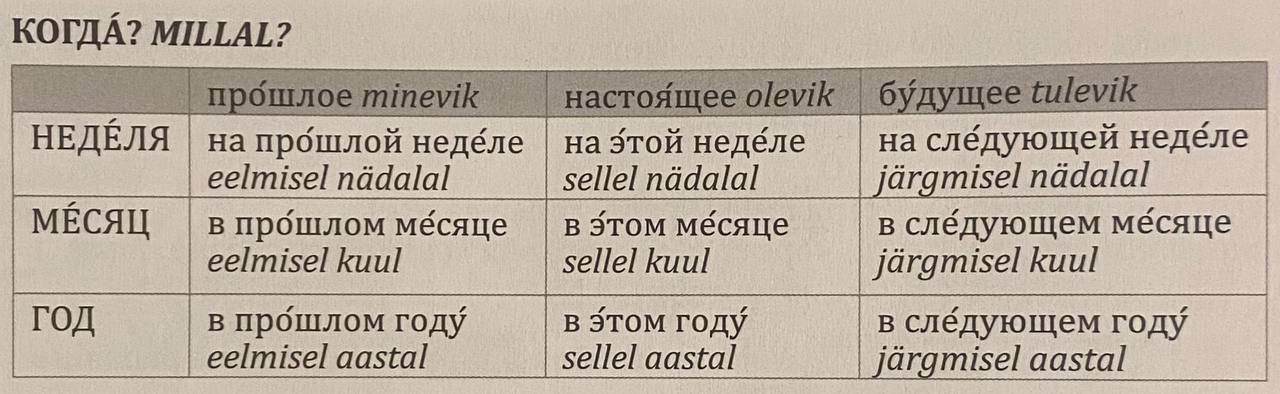 КОГДА́? MILLAL?
про́шлое minevik настоя́щее olevik бу́дущее tulevik
НЕДЕ́ЛЯ на про́шлой неде́ле на э́той неде́ле на сле́дующей неде́ле
eelmisel nädalal sellel nädalal järgmisel nädalal
МЕ́СЯЦ в про́шлом ме́сяце в э́том ме́сяце в сле́дующем ме́сяце
eelmisel kuul sellel kuul järgmisel kuul
ГОД в про́шлом году́ в э́том году́ в сле́дующем году́
eelmisel aastal sellel aastal järgmisel aastal